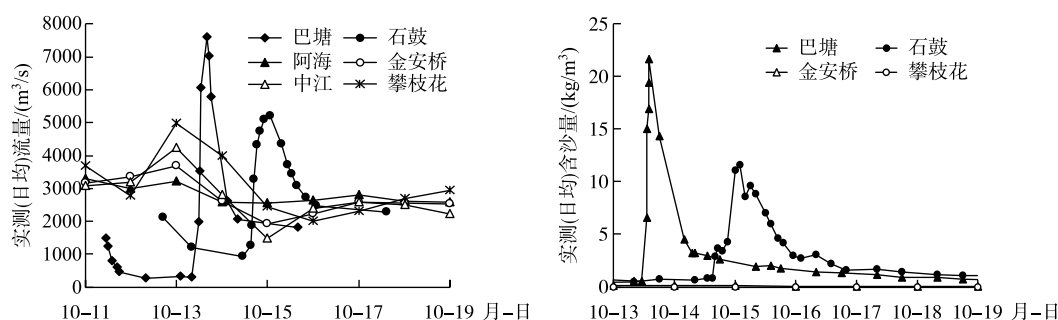 8000
7000
6000
5000
4000
3000
2000
1000
0
实测(日均)流量/(m³/s)
巴塘 石鼓
阿海 金安桥
中江 攀枝花
10-11 10-13 10-15 10-17 10-19 月-日
25
20
15
10
5
0
实测(日均)含沙量/(kg/m³)
巴塘 石鼓
金安桥 攀枝花
10-13 10-14 10-15 10-16 10-17 10-18 10-19 月-日